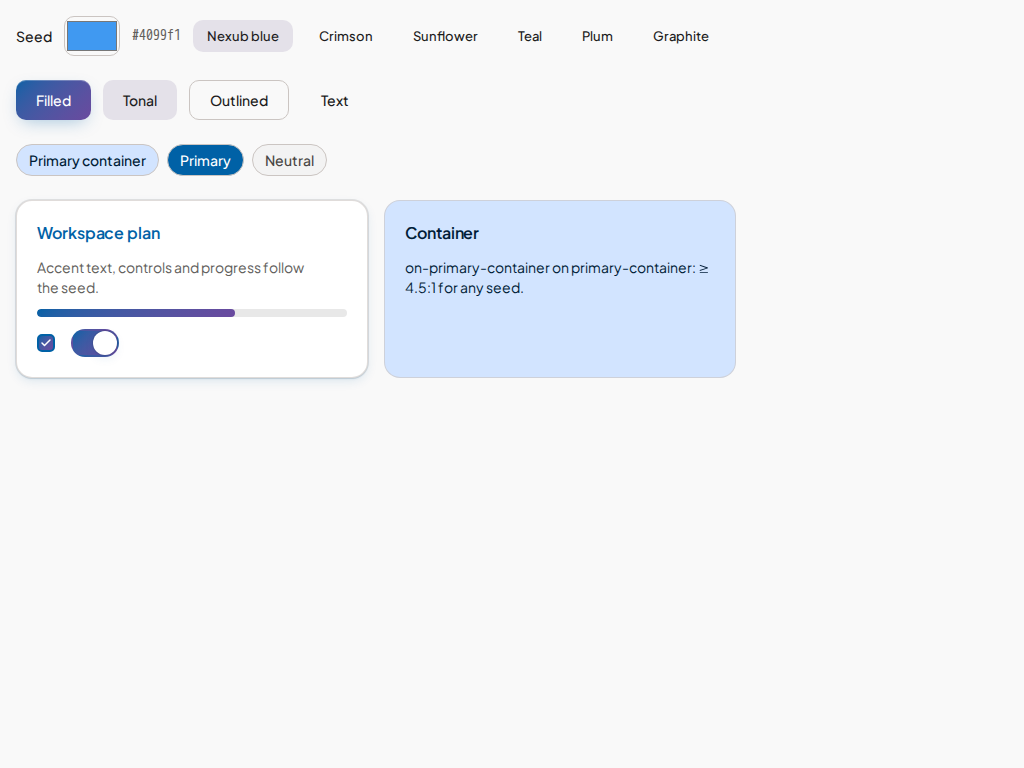 Seed #4099f1 Nexub blue Crimson Sunflower Teal Plum Graphite
Filled Tonal Outlined Text
Primary container Primary Neutral
Workspace plan
Accent text, controls and progress follow
the seed.
Container
on-primary-container on primary-container: ≥
4.5:1 for any seed.